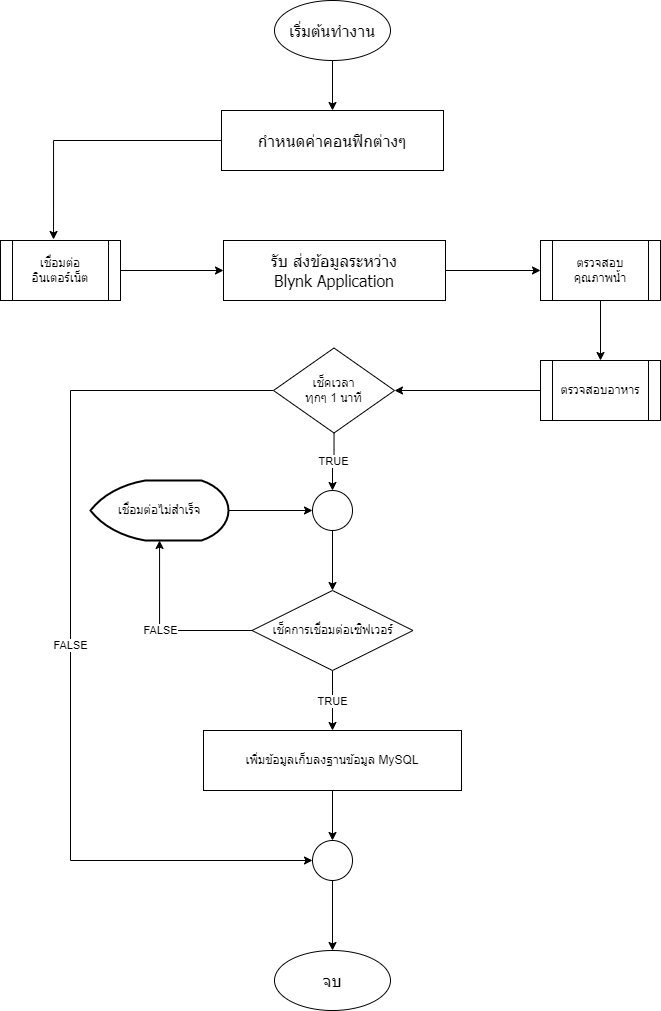 เริ่มต้นทำงาน
กำหนดค่าคอนฟิกต่างๆ
เชื่อมต่อ
อินเตอร์เน็ต
รับ ส่งข้อมูลระหว่าง
Blynk Application
ตรวจสอบ
คุณภาพน้ำ
ตรวจสอบอาหาร
เช็คเวลา
ทุกๆ 1 นาที
TRUE
เชื่อมต่อไม่สำเร็จ
เช็คการเชื่อมต่อเซิฟเวอร์
FALSE
FALSE
TRUE
เพิ่มข้อมูลเก็บลงฐานข้อมูล MySQL
จบ